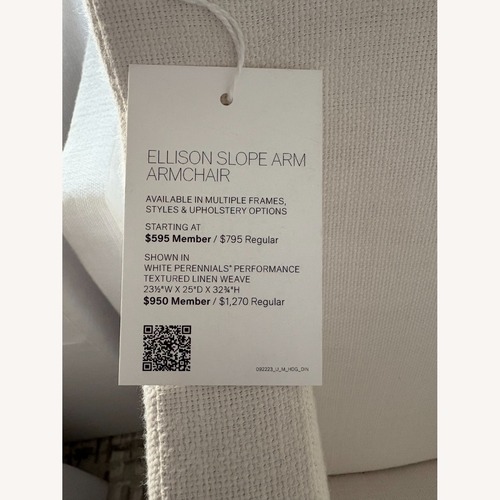 ELLISON SLOPE ARM
ARMCHAIR
AVAILABLE IN MULTIPLE FRAMES,
STYLES & UPHOLSTERY OPTIONS
STARTING AT
$595 Member / $795 Regular
SHOWN IN
WHITE PERENNIALS® PERFORMANCE
TEXTURED LINEN WEAVE
23½"W X 25"D X 32¾"H
$950 Member / $1,270 Regular